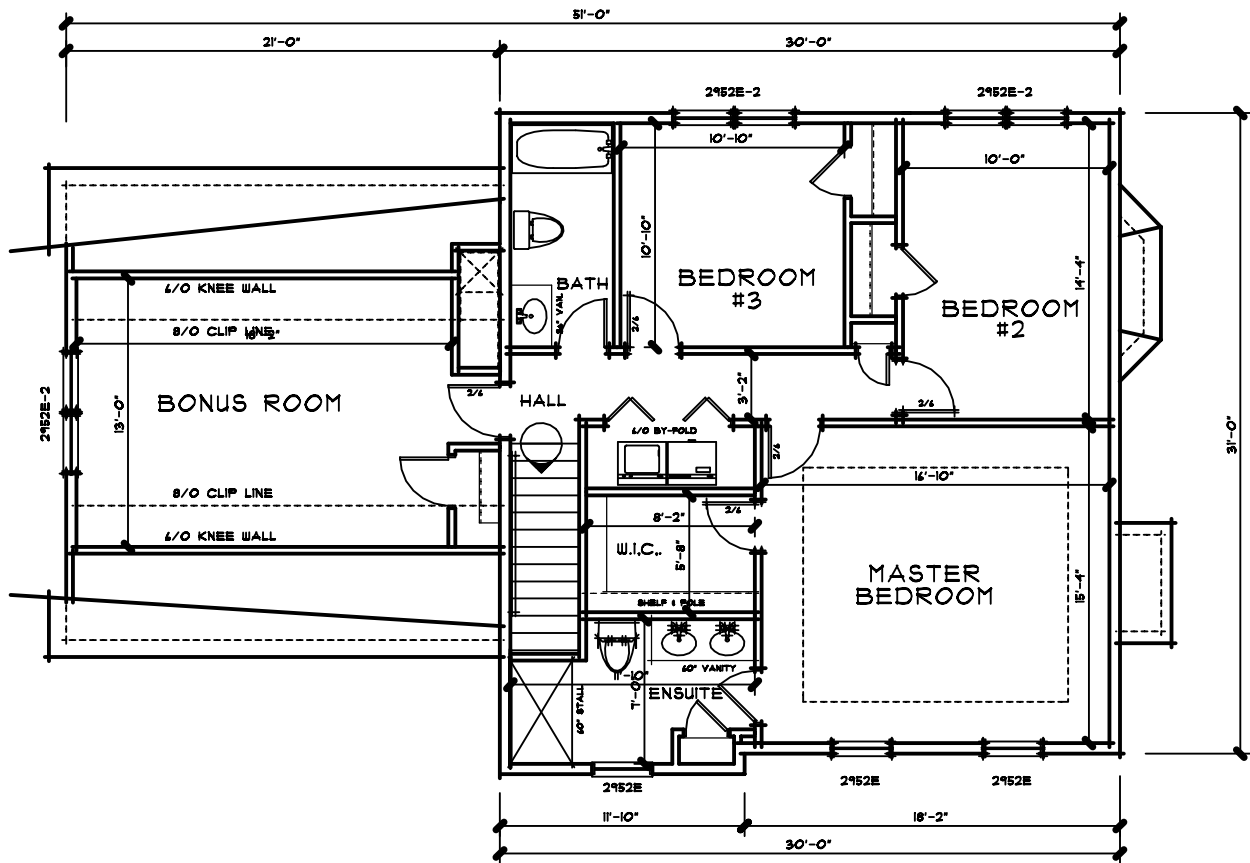 51'-0"
21'-0"
30'-0"
2952E-2
2952E-2
10'-10"
10'-0"
10'-10"
BATH
BEDROOM
#3
14'-4"
31'-0"
6/0 KNEE WALL
BEDROOM
#2
8/0 CLIP LINE
2/6
2952E-2
13'-0"
BONUS ROOM
2/6
HALL
3'-2"
2/6
6/0 BY-FOLD
2/6
16'-10"
8/0 CLIP LINE
2/6
8'-2"
6/0 KNEE WALL
W.I.C..
5'-8"
MASTER
BEDROOM
15'-4"
SHELF & POLE
60" VANITY
11'-10"
7'-0"
ENSUITE
60" STALL
2952E
2952E
2952E
11'-10"
18'-2"
30'-0"